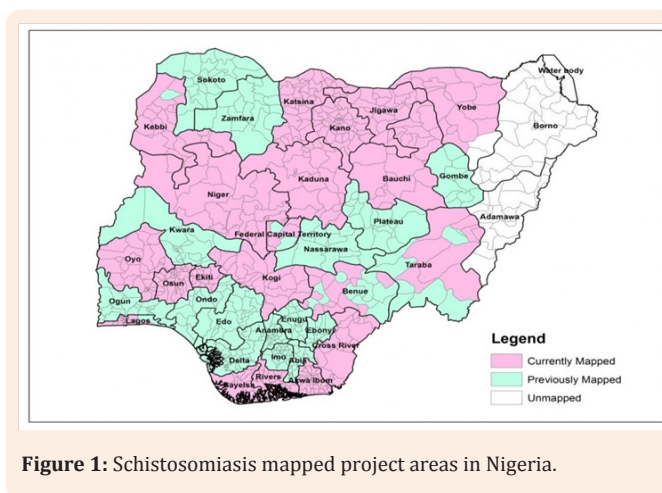 Water body
Sokoto
Katsina
Jigawa
Yobe
Borno
Zamfara
Kebbi
Kano
Gombe
Kaduna
Bauchi
Niger
Adamawa
Plateau
Kwara
Federal Capital Territory
Nassarawa
Taraba
Oyo
Ekiti
Kogi
Osun
Benue
Ogun
Ondo
Lagos
Edo
Enugu
Anambra
Ebony
Cross River
Imo
Abia
Delta
Rivers
Bayelsa
Akwa Ibom
Legend
Currently Mapped
Previously Mapped
Unmapped
Figure 1: Schistosomiasis mapped project areas in Nigeria.